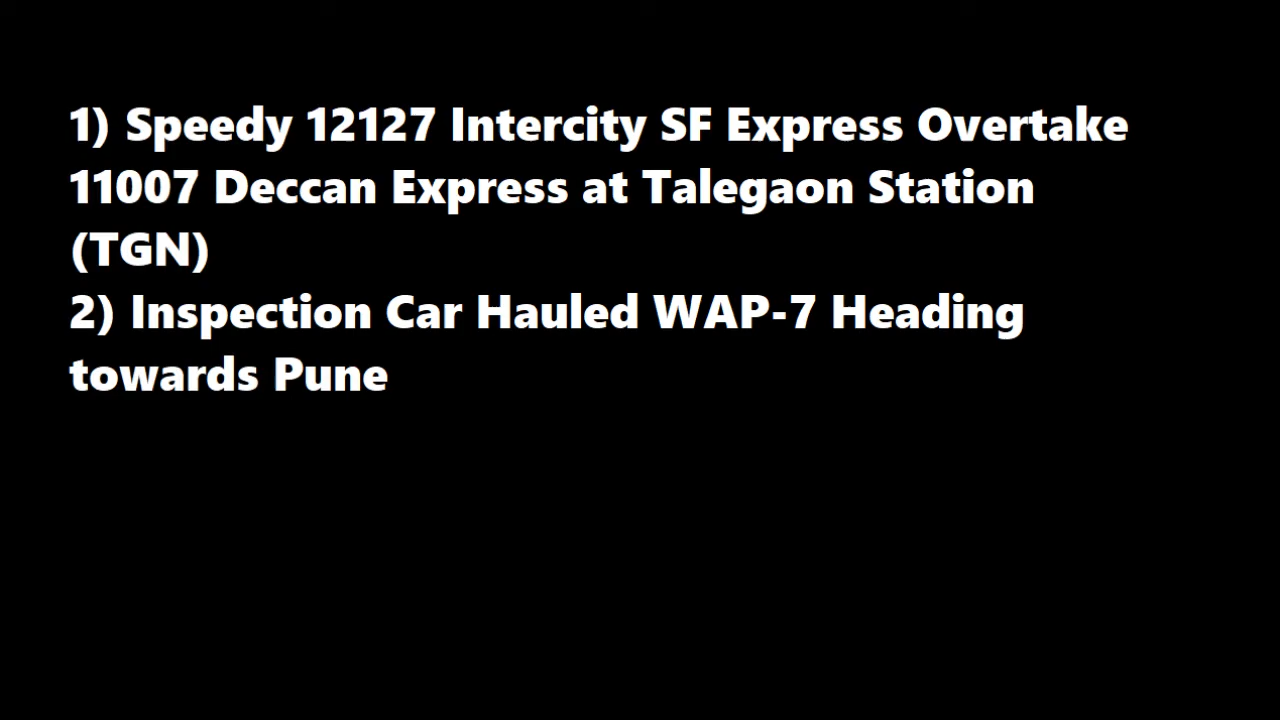 1) Speedy 12127 Intercity SF Express Overtake
11007 Deccan Express at Talegaon Station
(TGN)
2) Inspection Car Hauled WAP-7 Heading
towards Pune